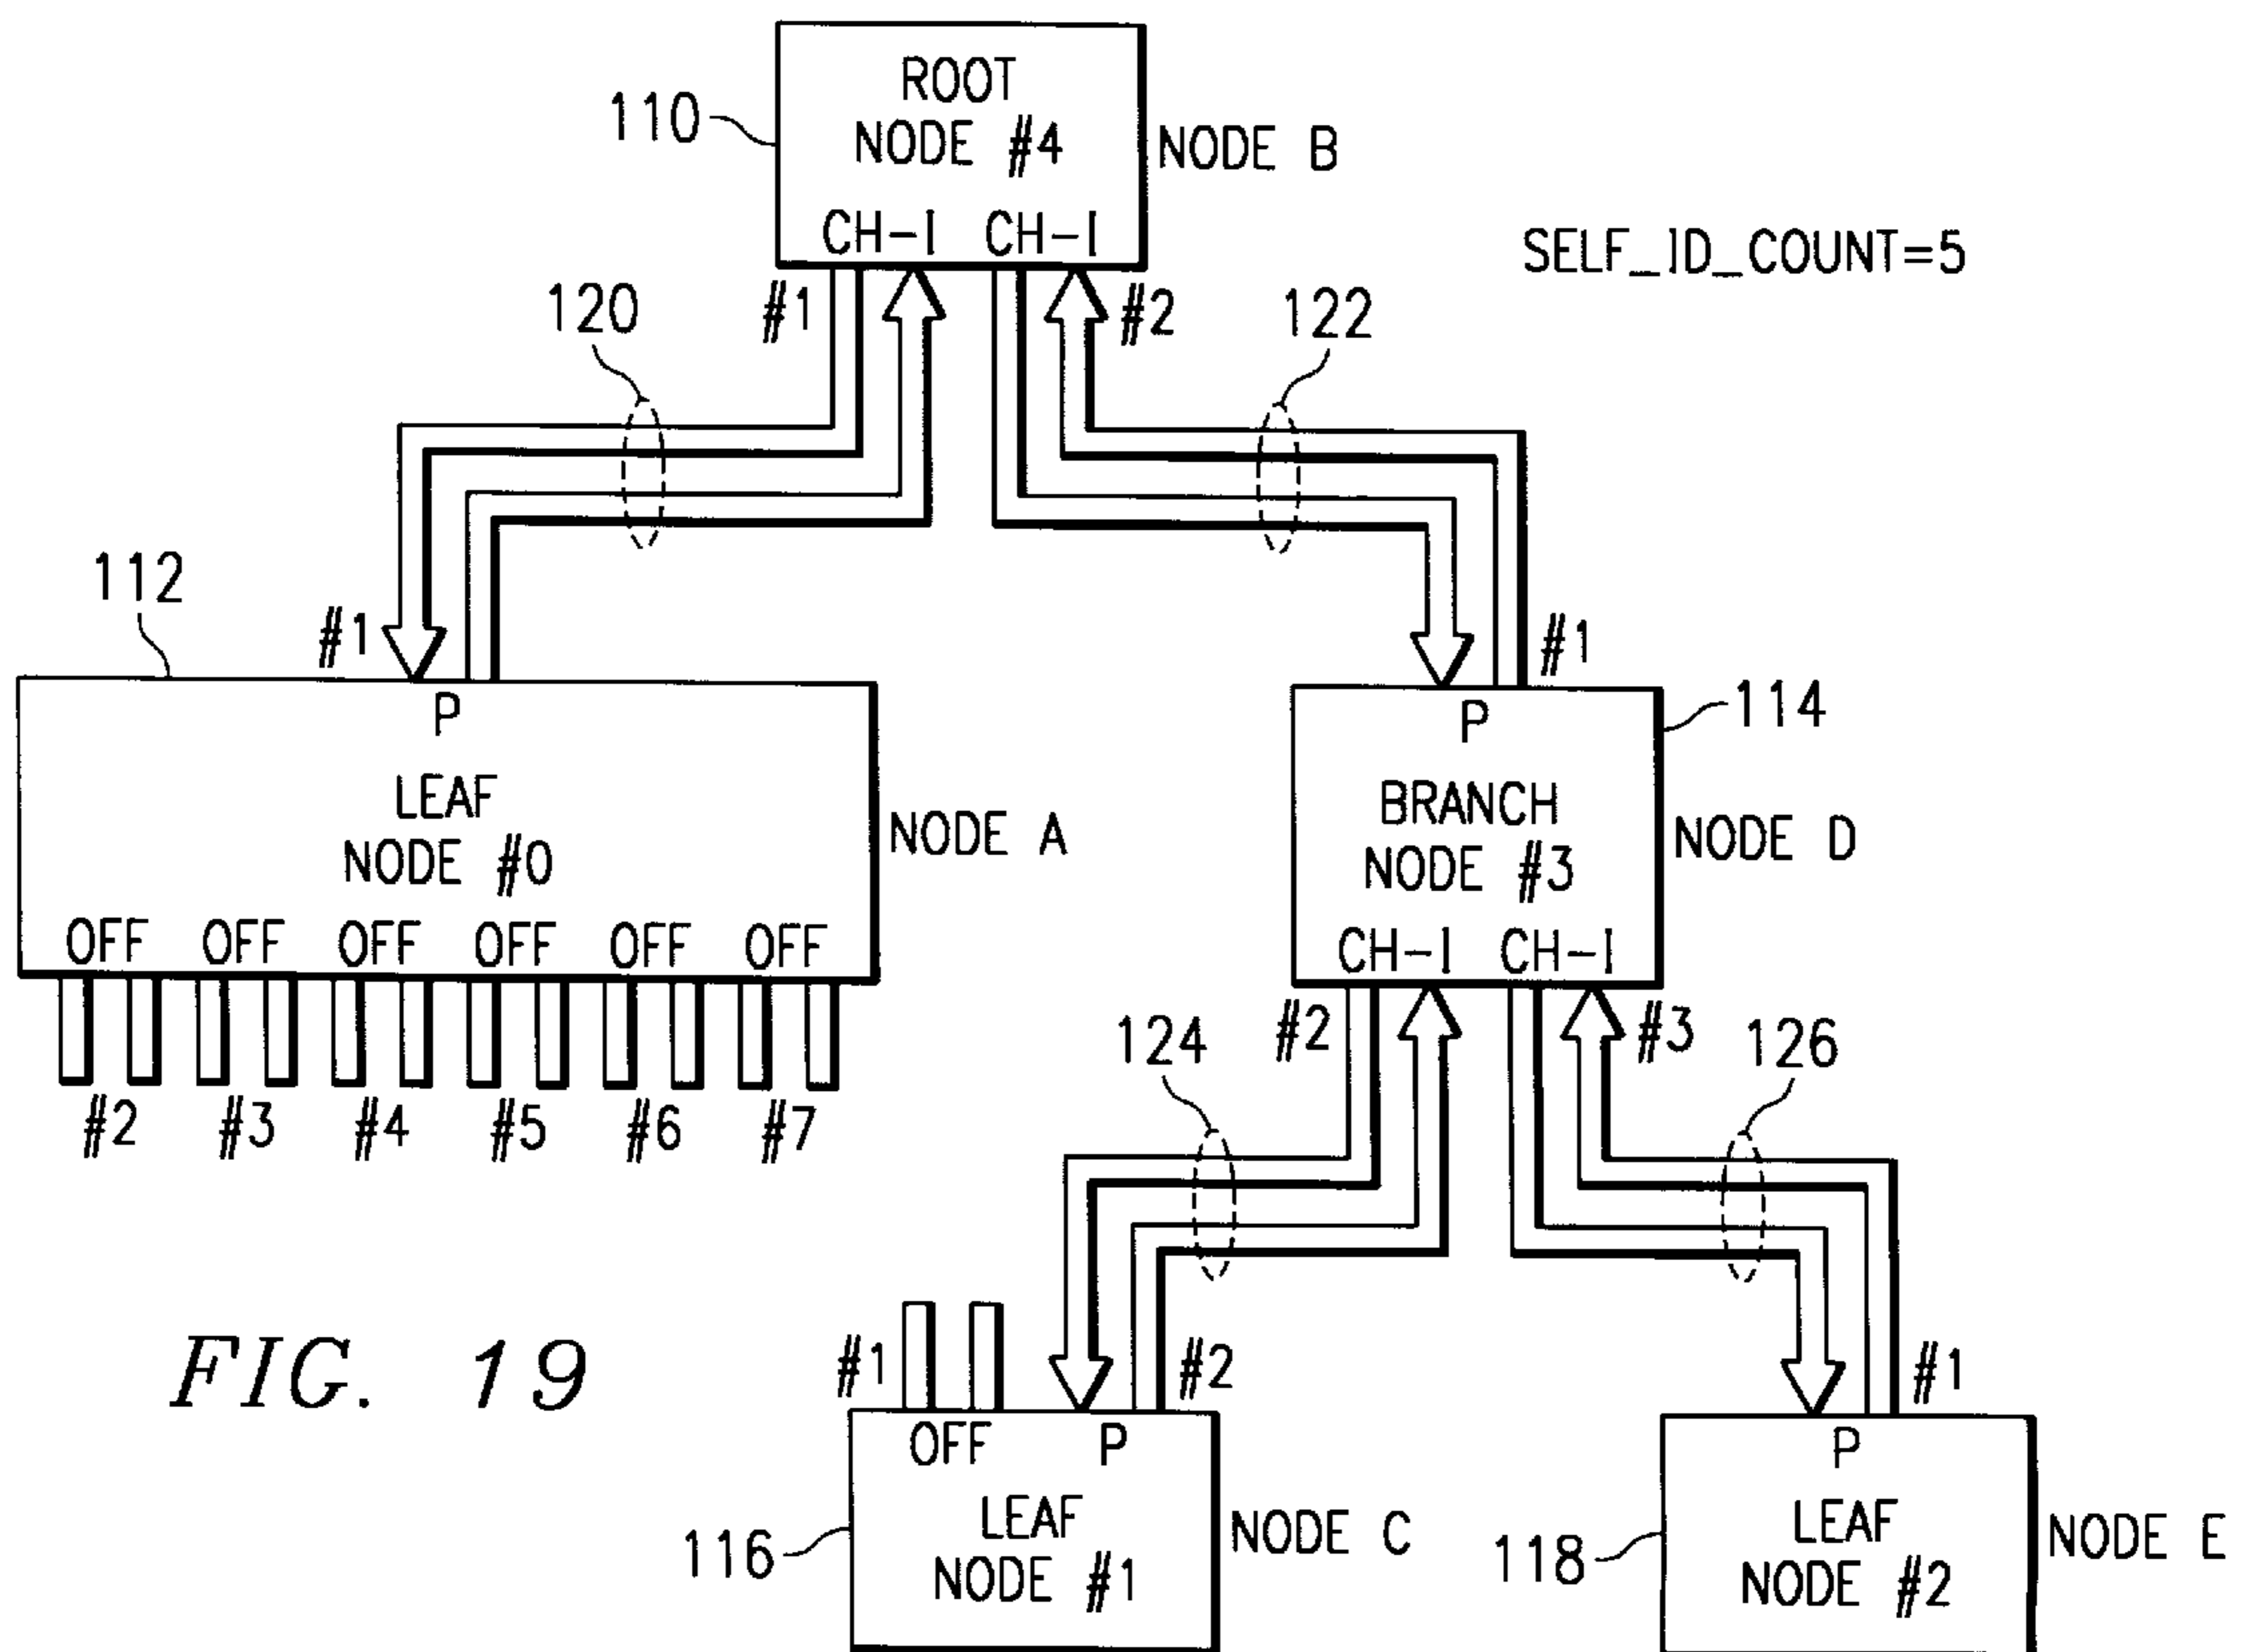 ROOT
NODE #4
110
NODE B
CH-I CH-I
SELF_ID_COUNT=5
#1
#2
120
122
112
#1
#1
P
P
114
LEAF
NODE #0
NODE A
BRANCH
NODE #3
NODE D
OFF OFF OFF OFF OFF OFF
CH-I CH-I
#2 #3 #4 #5 #6 #7
#2
#3
124
126
FIG. 19
#1
#2
#1
OFF P
P
116
LEAF
NODE #1
NODE C
118
LEAF
NODE #2
NODE E